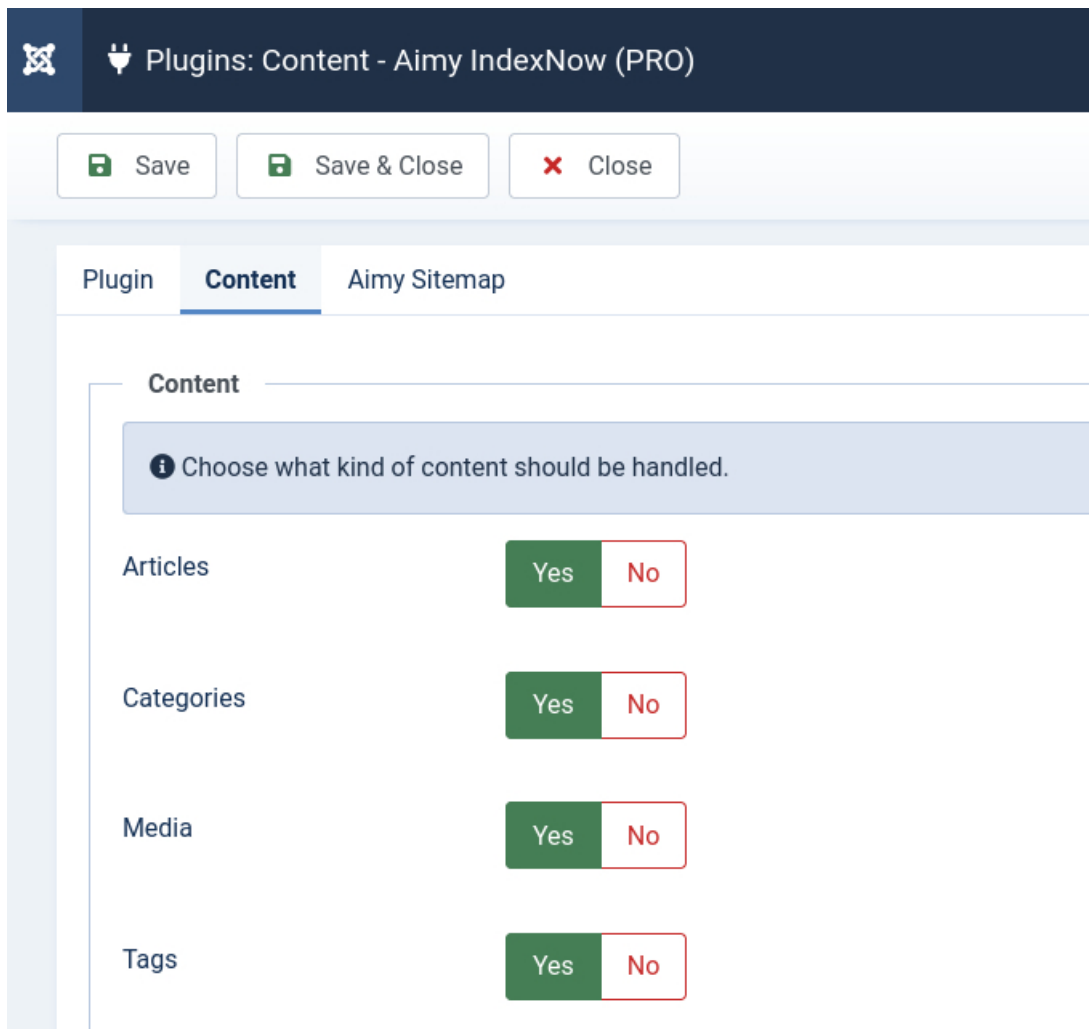 Plugins: Content - Aimy IndexNow (PRO)
Save Save & Close Close
Plugin Content Aimy Sitemap
Content
Choose what kind of content should be handled.
Articles Yes No
Categories Yes No
Media Yes No
Tags Yes No